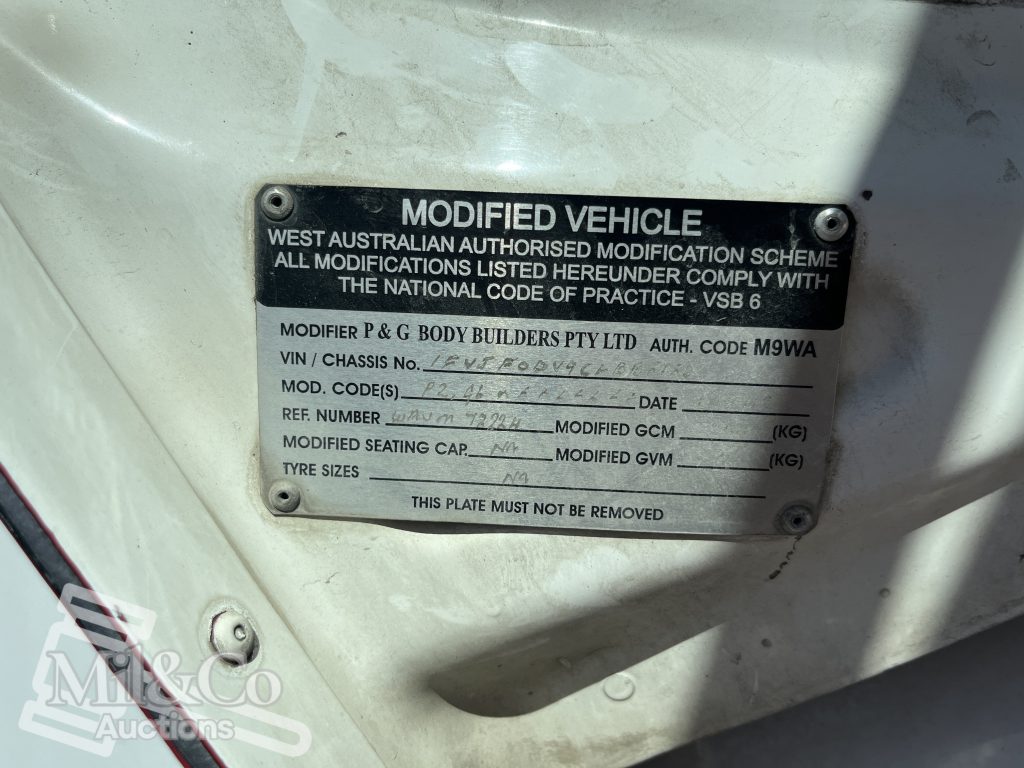 MODIFIED VEHICLE
WEST AUSTRALIAN AUTHORISED MODIFICATION SCHEME
ALL MODIFICATIONS LISTED HEREUNDER COMPLY WITH
THE NATIONAL CODE OF PRACTICE - VSB 6
MODIFIER P & G BODY BUILDERS PTY LTD AUTH. CODE M9WA
VIN / CHASSIS No.
MOD. CODE(S) DATE
REF. NUMBER MODIFIED GCM (KG)
MODIFIED SEATING CAP. NA MODIFIED GVM (KG)
TYRE SIZES NA
THIS PLATE MUST NOT BE REMOVED
Mil&Co
Auctions